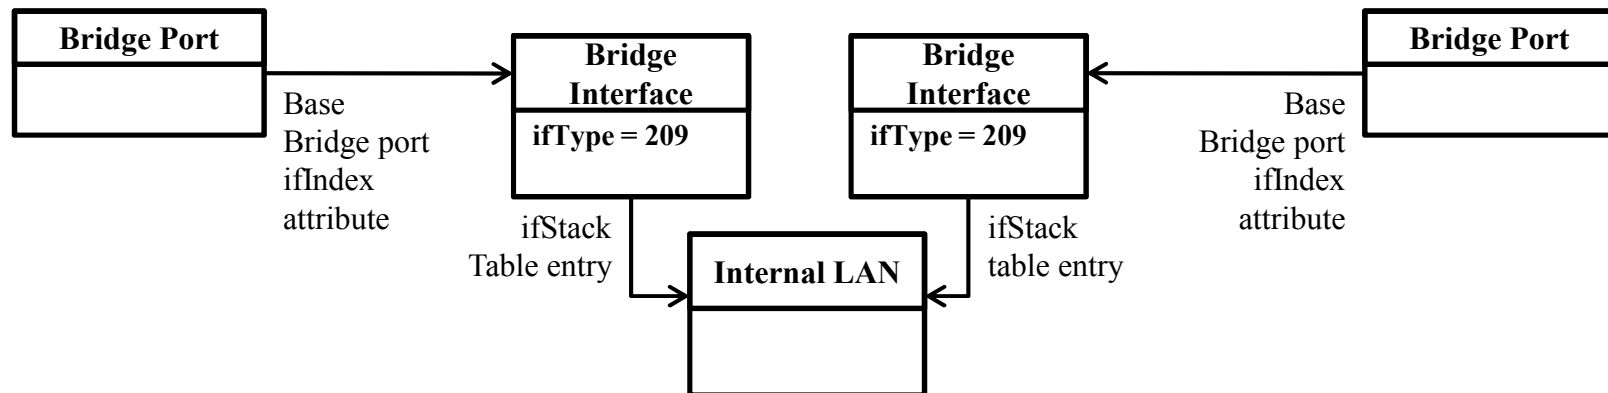 Bridge Port
Base
Bridge port
ifIndex
attribute
Bridge
Interface
ifType = 209
ifStack
Table entry
Internal LAN
Bridge
Interface
ifType = 209
ifStack
table entry
Bridge Port
Base
Bridge port
ifIndex
attribute